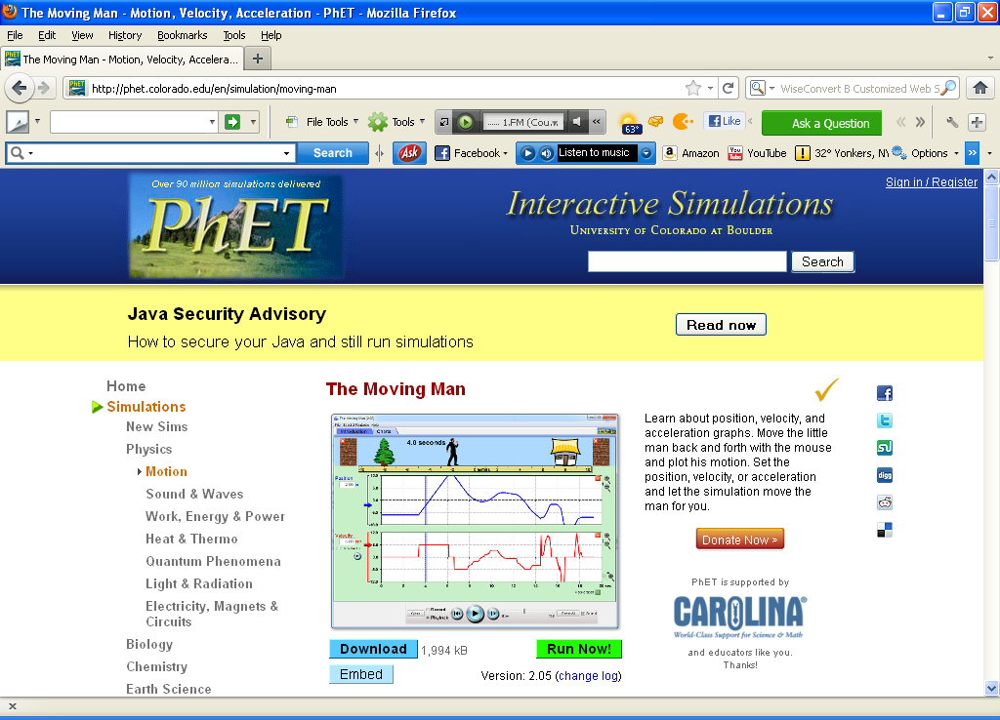 The Moving Man - Motion, Velocity, Acceleration - PhET - Mozilla Firefox
File Edit View History Bookmarks Tools Help
The Moving Man - Motion, Velocity, Accelera...
http://phet.colorado.edu/en/simulation/moving-man
WiseConvert B Customized Web S
File Tools Tools ..... 1.FM (Cou. 63° Like Ask a Question
Search Ask Facebook Listen to music Amazon YouTube 32° Yonkers, NY Options
Sign in / Register
Over 90 million simulations delivered
PhET
Interactive Simulations
University of Colorado at Boulder
Search
Java Security Advisory
How to secure your Java and still run simulations
Read now
Home
Simulations
New Sims
Physics
Motion
Sound & Waves
Work, Energy & Power
Heat & Thermo
Quantum Phenomena
Light & Radiation
Electricity, Magnets &
Circuits
Biology
Chemistry
Earth Science
The Moving Man
Introduction Charts
4.0 seconds
Position
Velocity
Download 1,994 kB
Run Now!
Embed
Version: 2.05 (change log)
Learn about position, velocity, and
acceleration graphs. Move the little
man back and forth with the mouse
and plot his motion. Set the
position, velocity, or acceleration
and let the simulation move the
man for you.
Donate Now >
PhET is supported by
CAROLINA®
World-Class Support for Science & Math
and educators like you.
Thanks!
digg